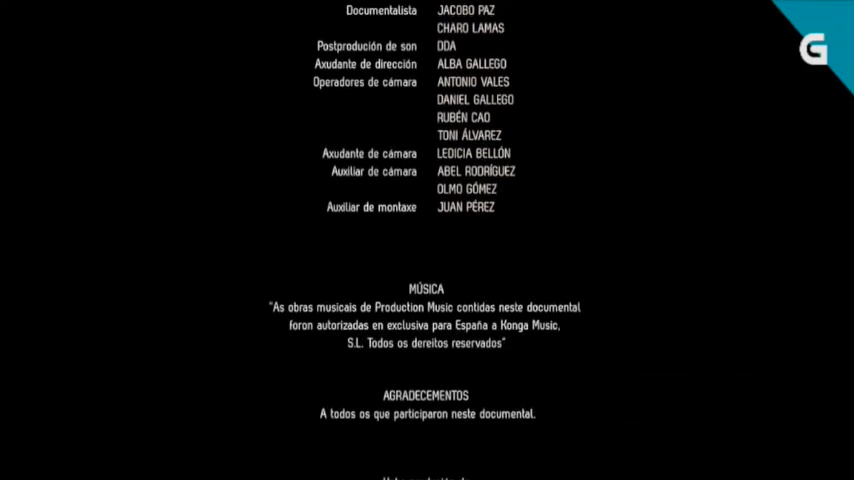 Documentalista JACOBO PAZ
CHARO LAMAS
Postprodución de son DDA
Axudante de dirección ALBA GALLEGO
Operadores de cámara ANTONIO VALES
DANIEL GALLEGO
RUBÉN CAO
TONI ÁLVAREZ
Axudante de cámara LEDICIA BELLÓN
Auxiliar de cámara ABEL RODRÍGUEZ
OLMO GÓMEZ
Auxiliar de montaxe JUAN PÉREZ
MÚSICA
"As obras musicais de Production Music contidas neste documental
foron autorizadas en exclusiva para España a Konga Music,
S.L. Todos os dereitos reservados"
AGRADECEMENTOS
A todos os que participaron neste documental.